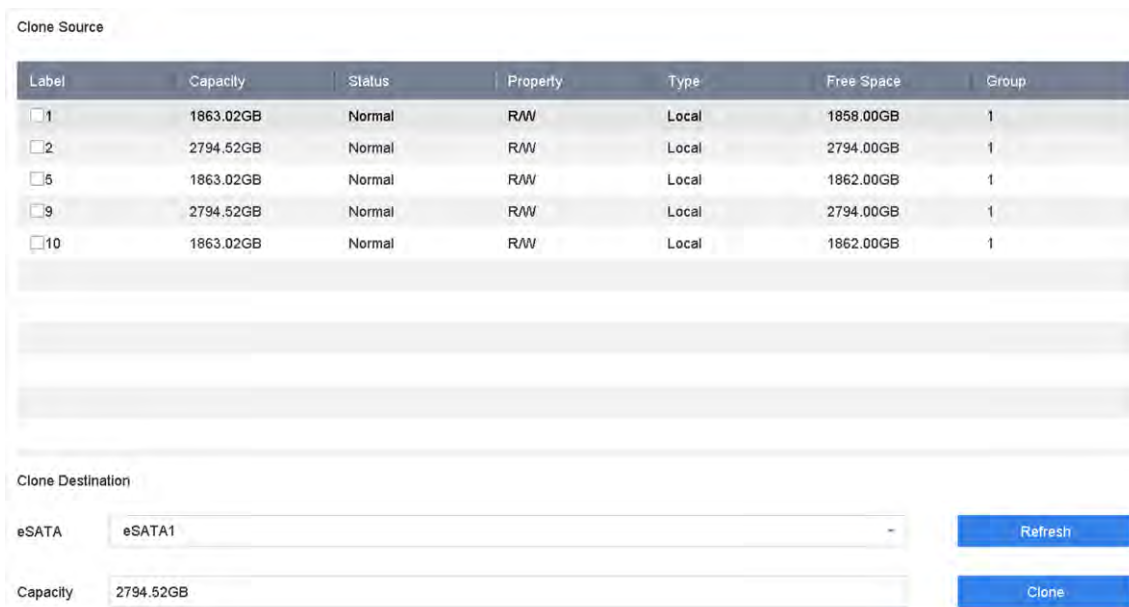 Clone Source
Label Capacity Status Property Type Free Space Group
1 1863.02GB Normal R/W Local 1858.00GB 1
2 2794.52GB Normal R/W Local 2794.00GB 1
5 1863.02GB Normal R/W Local 1862.00GB 1
9 2794.52GB Normal R/W Local 2794.00GB 1
10 1863.02GB Normal R/W Local 1862.00GB 1
Clone Destination
eSATA eSATA1 Refresh
Capacity 2794.52GB Clone